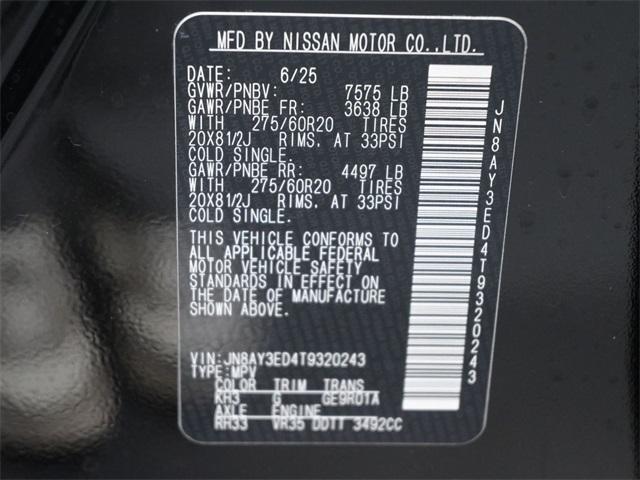 MFD BY NISSAN MOTOR CO.,LTD.
DATE: 6/25
GVWR/PNBV: 7575 LB
GAWR/PNBE FR: 3638 LB
WITH 275/60R20 TIRES
20X81/2J RIMS. AT 33PSI
COLD SINGLE.
GAWR/PNBE RR: 4497 LB
WITH 275/60R20 TIRES
20X81/2J RIMS. AT 33PSI
COLD SINGLE.
THIS VEHICLE CONFORMS TO
ALL APPLICABLE FEDERAL
MOTOR VEHICLE SAFETY
STANDARDS IN EFFECT ON
THE DATE OF MANUFACTURE
SHOWN ABOVE.
VIN: JN8AY3ED4T9320243
TYPE: MPV
COLOR TRIM TRANS
KH3 G GE9R01A
AXLE ENGINE
RH33 VR35 DDTT 3492CC
JN8AY3ED4T9320243